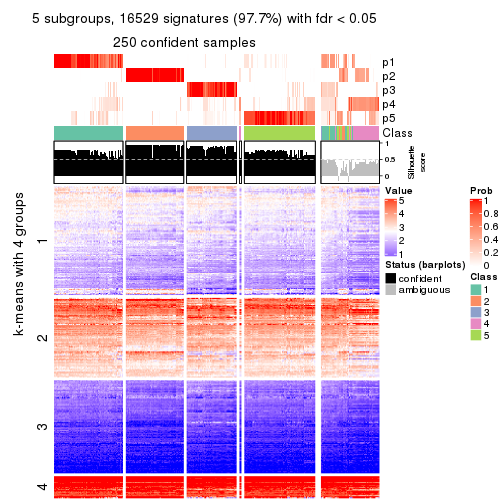 5 subgroups, 16529 signatures (97.7%) with fdr < 0.05
250 confident samples
p1
p2
p3
p4
p5
Class
1
0.5
0
Silhouette
score
k-means with 4 groups
1
2
3
4
Value
5
4
3
2
1
Status (barplots)
confident
ambiguous
Prob
1
0.8
0.6
0.4
0.2
0
Class
1
2
3
4
5